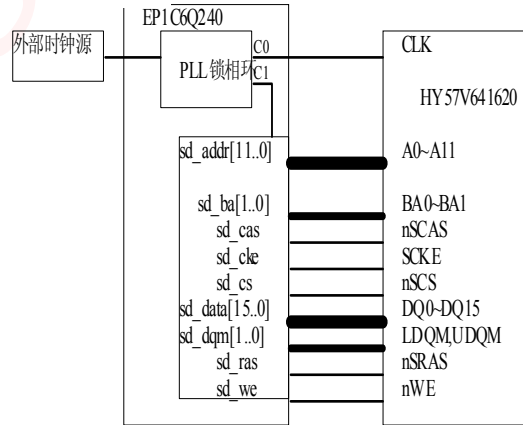 EP1C6Q240
外部时钟源
PLL锁相环
C0
C1
CLK
HY57V641620
sd_addr[11..0]
A0~A11
sd_ba[1..0]
BA0~BA1
sd_cas
nSCAS
sd_cke
SCKE
sd_cs
nSCS
sd_data[15..0]
DQ0~DQ15
sd_dqm[1..0]
LDQM,UDQM
sd_ras
nSRAS
sd_we
nWE